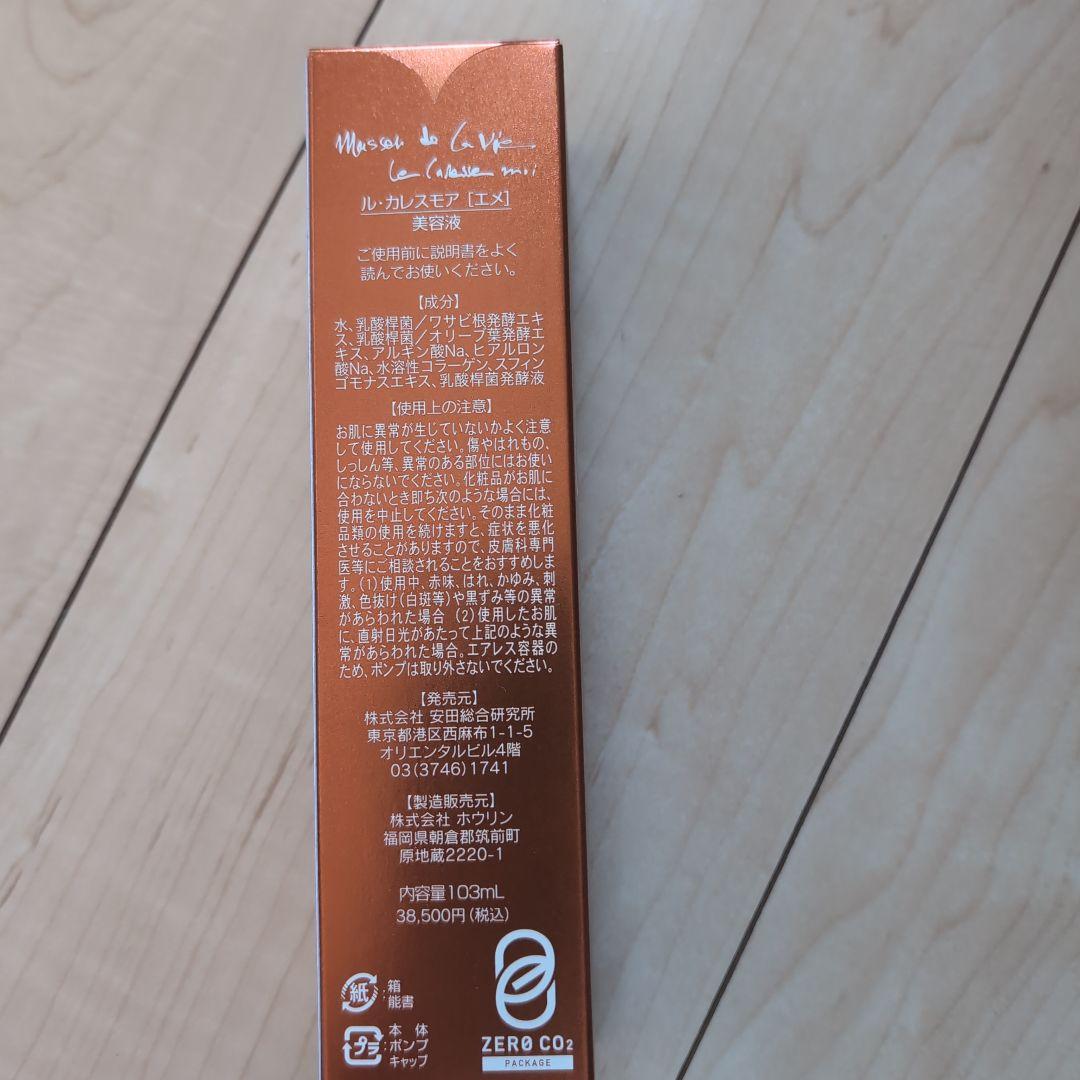 Le Caresse moi
ル・カレスモア [エメ]
美容液
ご使用前に説明書をよく
読んでお使いください。
【成分】
水、乳酸桿菌/ワサビ根発酵エキ
ス、乳酸桿菌/オリーブ葉発酵エ
キス、アルギン酸Na、ヒアルロン
酸Na、水溶性コラーゲン、スフィン
ゴモナスエキス、乳酸桿菌発酵液
【使用上の注意】
お肌に異常が生じていないかよく注意
して使用してください。傷やはれもの、
しっしん等、異常のある部位にはお使い
にならないでください。化粧品がお肌に
合わないとき即ち次のような場合には、
使用を中止してください。そのまま化粧
品類の使用を続けますと、症状を悪化
させることがありますので、皮膚科専門
医等にご相談されることをおすすめしま
す。(1)使用中、赤味、はれ、かゆみ、刺
激、色抜け(白斑等)や黒ずみ等の異常
があらわれた場合 (2)使用したお肌
に、直射日光があたって上記のような異
常があらわれた場合。エアレス容器の
ため、ポンプは取り外さないでください。
【発売元】
株式会社 安田総合研究所
東京都港区西麻布1-1-5
オリエンタルビル4階
03(3746)1741
【製造販売元】
株式会社 ホウリン
福岡県朝倉郡筑前町
原地蔵2220-1
内容量103mL
38,500円(税込)
紙:箱
能書
プラ:本体
ポンプ
キャップ
ZERO CO2
PACKAGE